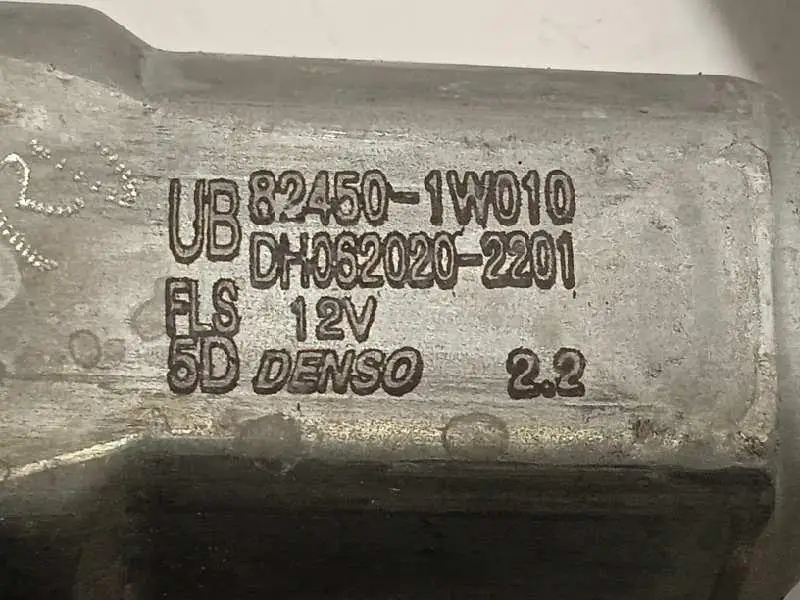 UB 82450-1W010
DH062020-2201
FLS 12V
5D DENSO 2.2